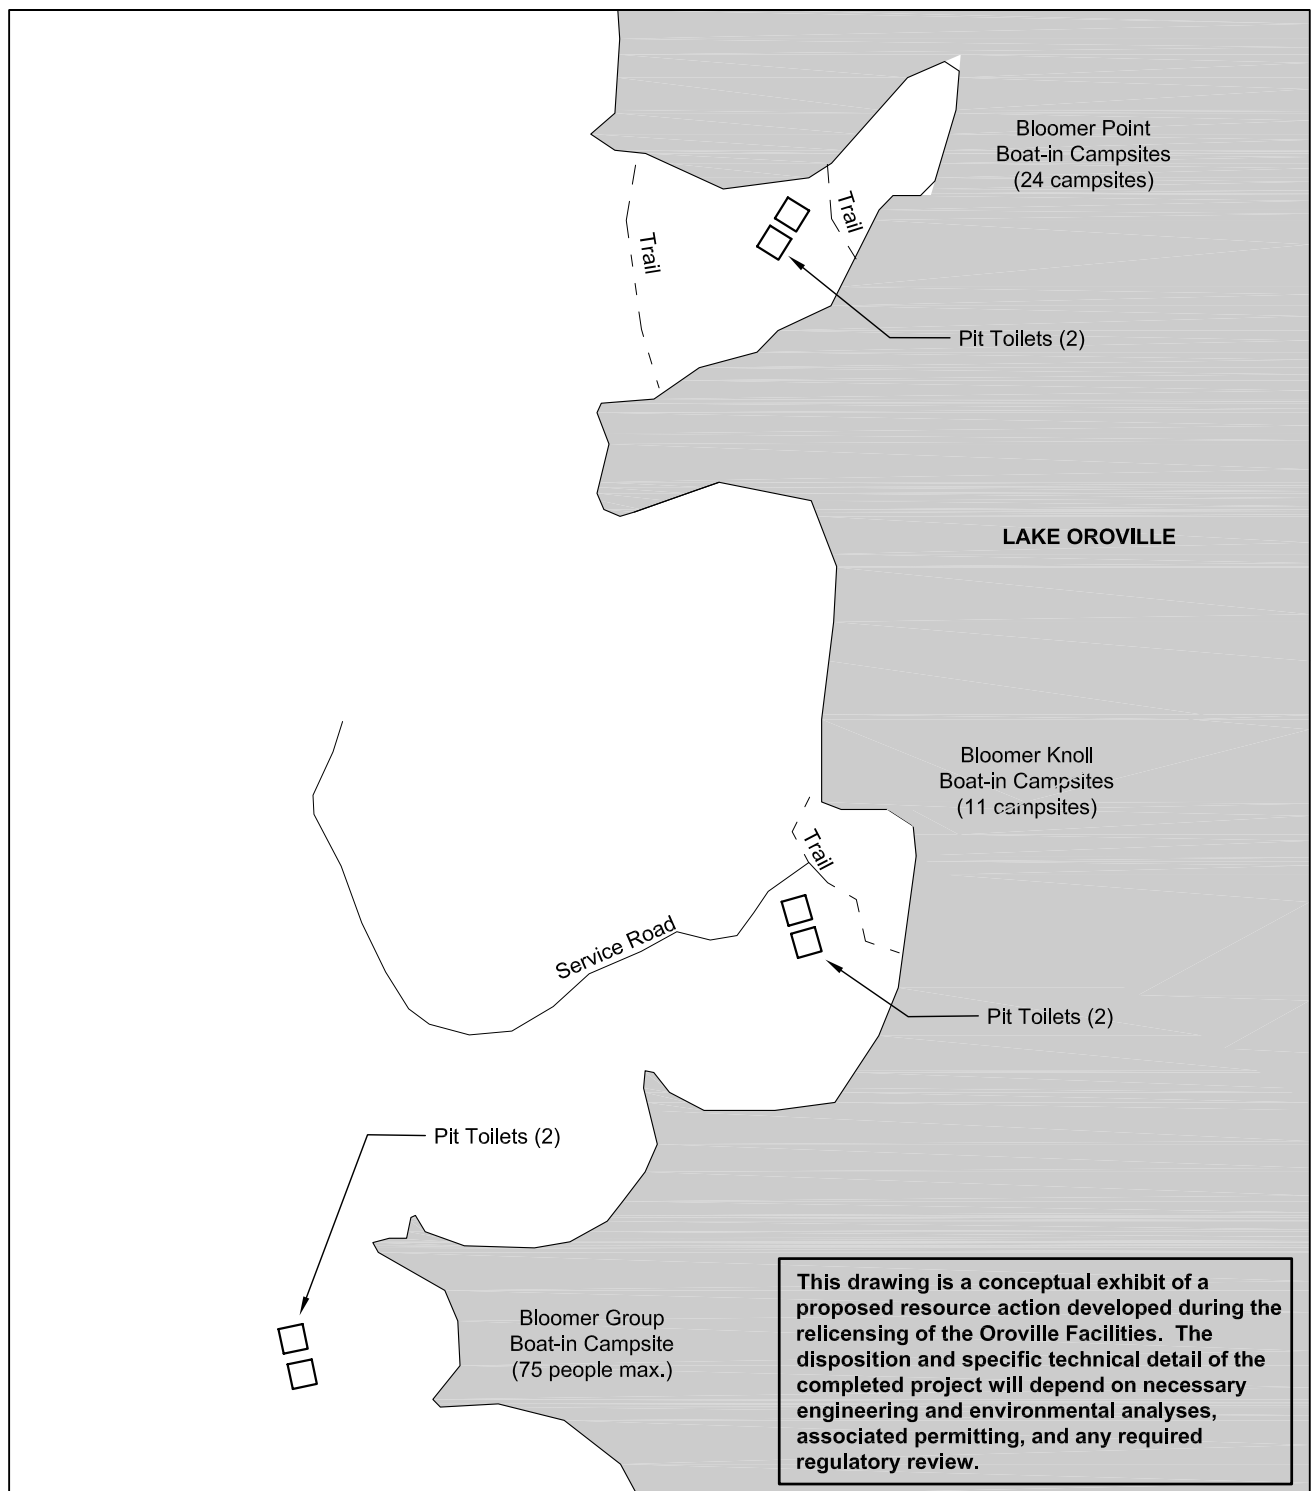 Bloomer Point
Boat-in Campsites
(24 campsites)
Trail
Trail
Pit Toilets (2)
LAKE OROVILLE
Bloomer Knoll
Boat-in Campsites
(11 campsites)
Trail
Service Road
Pit Toilets (2)
Pit Toilets (2)
Bloomer Group
Boat-in Campsite
(75 people max.)
This drawing is a conceptual exhibit of a
proposed resource action developed during the
relicensing of the Oroville Facilities.  The
disposition and specific technical detail of the
completed project will depend on necessary
engineering and environmental analyses,
associated permitting, and any required
regulatory review.